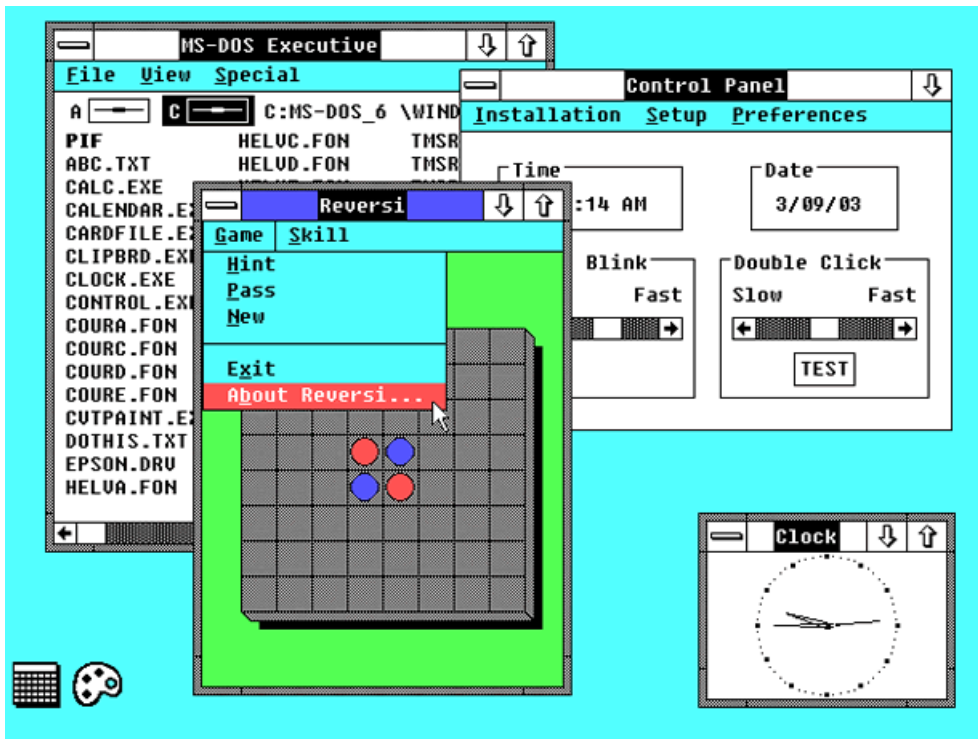 MS-DOS Executive
File View Special
A C C:MS-DOS_6 \WIND
PIF HELVC.FON TMSR
ABC.TXT HELVD.FON TMSR
CALC.EXE
CALENDAR.E
CARDFILE.E
CLIPBRD.EX
CLOCK.EXE
CONTROL.EX
COURA.FON
COURC.FON
COURD.FON
COURE.FON
CUTPAINT.E
DOTHIS.TXT
EPSON.DRV
HELVA.FON
Control Panel
Installation Setup Preferences
Time
:14 AM
Date
3/09/03
Blink
Fast
Double Click
Slow Fast
TEST
Reversi
Game Skill
Hint
Pass
New
Exit
About Reversi...
Clock